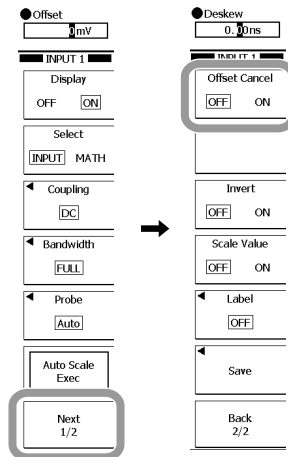 Offset
0mV
INPUT 1
Display
OFF ON
Select
INPUT MATH
Coupling
DC
Bandwidth
FULL
Probe
Auto
Auto Scale
Exec
Next
1/2
Deskew
0.00ns
INPUT 1
Offset Cancel
OFF ON
Invert
OFF ON
Scale Value
OFF ON
Label
OFF
Save
Back
2/2